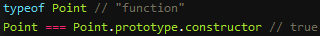 typeof Point // "function"
Point === Point.prototype.constructor // true